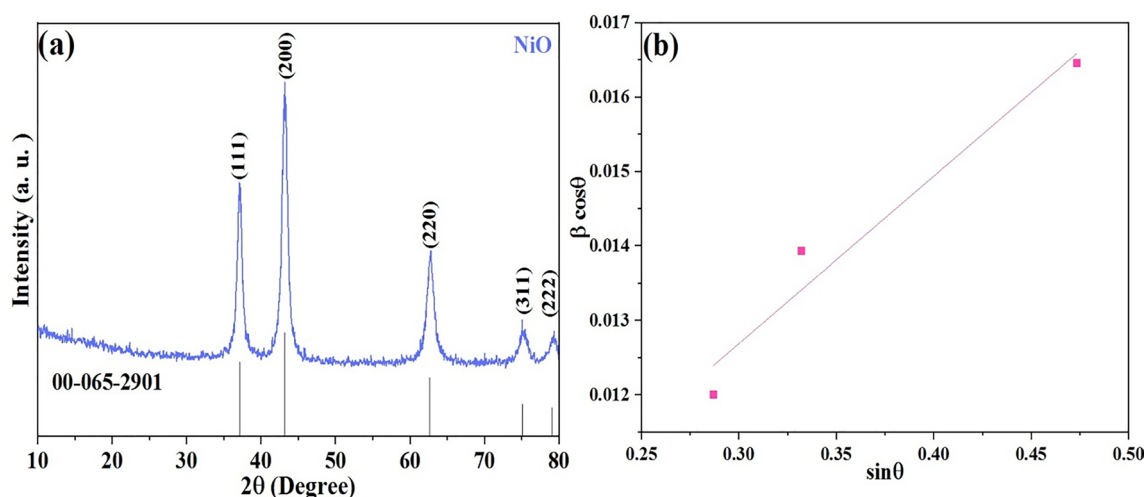 (a)
NiO
(111)
(200)
(220)
(311)
(222)
00-065-2901
Intensity (a. u. )
10 20 30 40 50 60 70 80
2θ (Degree)
(b)
0.017
0.016
0.015
0.014
0.013
0.012
β cosθ
0.25 0.30 0.35 0.40 0.45 0.50
sinθ